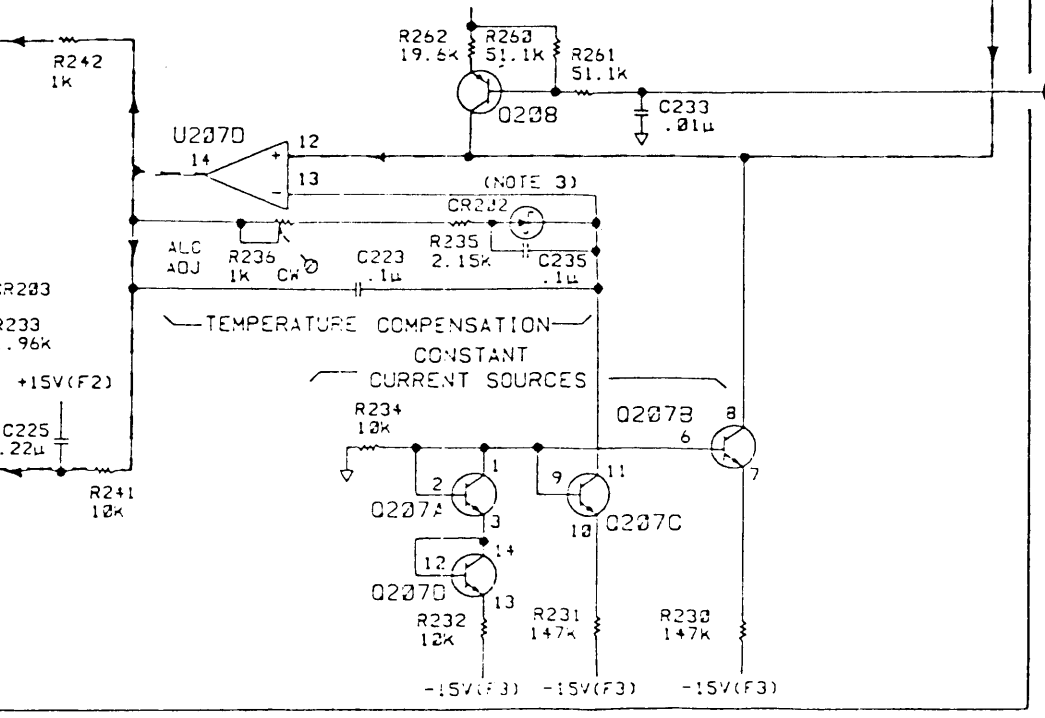 R262
19.6K
R260
51.1K
R261
51.1K
R242
1K
Q208
C233
.01µ
U207D
14
12
+
13
-
(NOTE 3)
CR202
ALC
ADJ
R236
1K
CW
R235
2.15K
C223
.1µ
C235
.1µ
CR203
R233
.96K
TEMPERATURE COMPENSATION
CONSTANT
CURRENT SOURCES
+15V(F2)
C225
.22µ
R241
10K
R234
10K
Q207B
8
6
7
1
2
Q207A
3
9
11
10
Q207C
12
14
Q207D
13
R232
10K
R231
147K
R230
147K
-15V(F3)
-15V(F3)
-15V(F3)